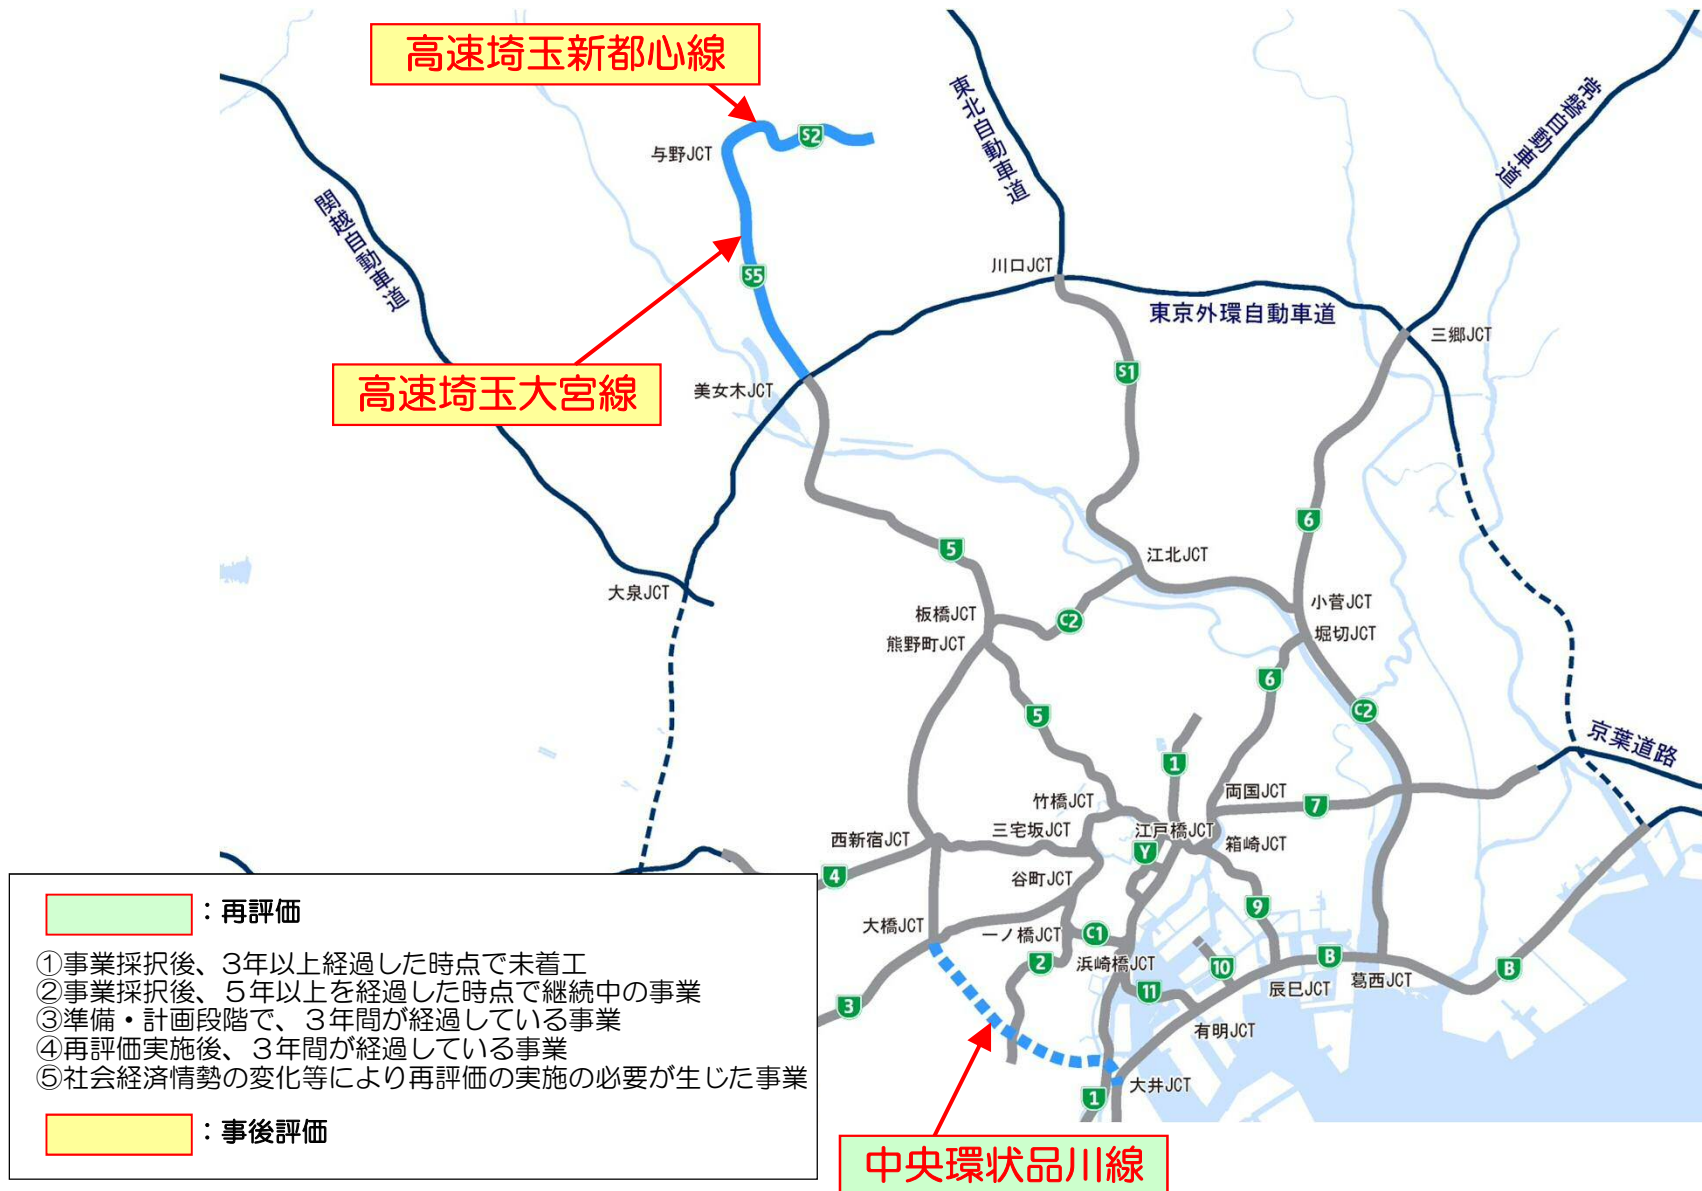 高速埼玉新都心線
東北自動車道
常磐自動車道
与野JCT
S2
関越自動車道
S5
川口JCT
東京外環自動車道
三郷JCT
高速埼玉大宮線
美女木JCT
S1
6
5
江北JCT
大泉JCT
板橋JCT
C2
小菅JCT
熊野町JCT
堀切JCT
6
5
C2
1
京葉道路
竹橋JCT
両国JCT
7
西新宿JCT
三宅坂JCT
江戸橋JCT
箱崎JCT
Y
4
谷町JCT
9
大橋JCT
一ノ橋JCT
C1
2
浜崎橋JCT
10
B
葛西JCT
B
11
辰巳JCT
3
有明JCT
大井JCT
1
中央環状品川線
：再評価
①事業採択後、3年以上経過した時点で未着工
②事業採択後、５年以上を経過した時点で継続中の事業
③準備・計画段階で、３年間が経過している事業
④再評価実施後、３年間が経過している事業
⑤社会経済情勢の変化等により再評価の実施の必要が生じた事業
：事後評価